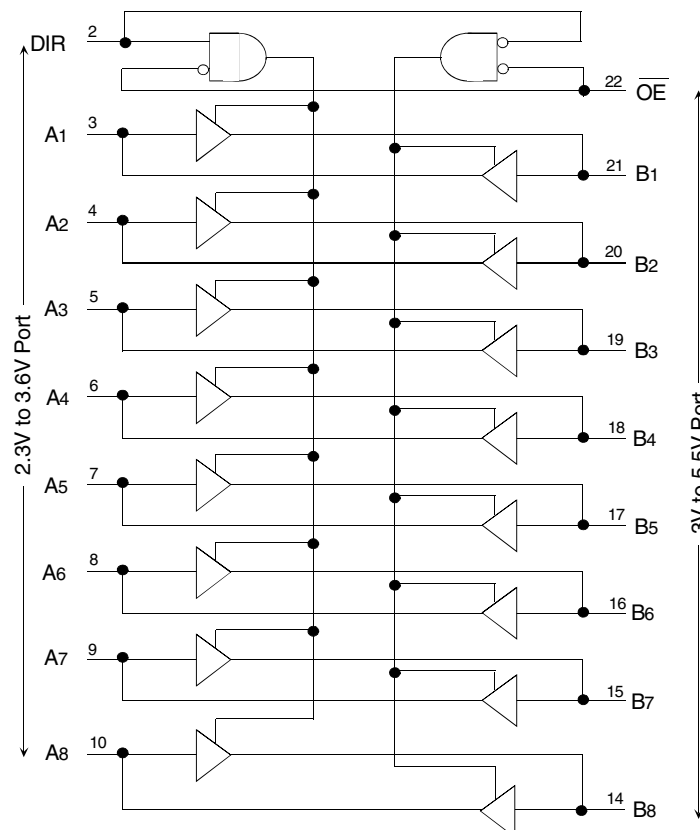 DIR 2
22 OE
A1 3
21 B1
A2 4
20 B2
A3 5
19 B3
A4 6
18 B4
A5 7
17 B5
A6 8
16 B6
A7 9
15 B7
A8 10
14 B8
2.3V to 3.6V Port
3V to 5.5V Port